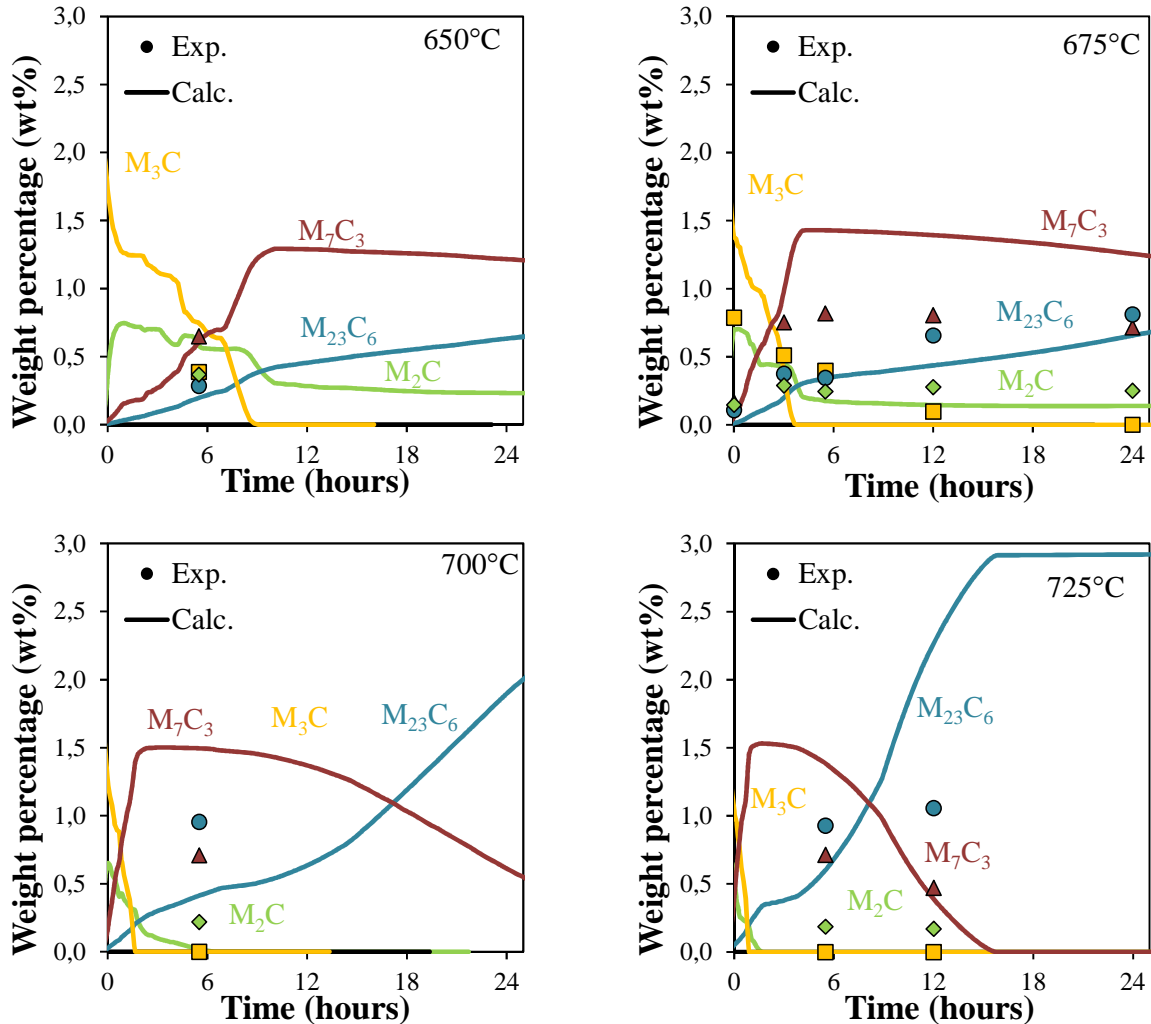 3,0
2,5
2,0
1,5
1,0
0,5
0,0
Weight percentage (wt%)
650°C
Exp.
Calc.
M₃C
M₇C₃
M₂₃C₆
M₂C
0 6 12 18 24
Time (hours)
3,0
2,5
2,0
1,5
1,0
0,5
0,0
Weight percentage (wt%)
675°C
Exp.
Calc.
M₃C
M₇C₃
M₂₃C₆
M₂C
0 6 12 18 24
Time (hours)
3,0
2,5
2,0
1,5
1,0
0,5
0,0
Weight percentage (wt%)
700°C
Exp.
Calc.
M₇C₃ M₃C M₂₃C₆
M₂C
0 6 12 18 24
Time (hours)
3,0
2,5
2,0
1,5
1,0
0,5
0,0
Weight percentage (wt%)
725°C
Exp.
Calc.
M₂₃C₆
M₃C
M₇C₃
M₂C
0 6 12 18 24
Time (hours)